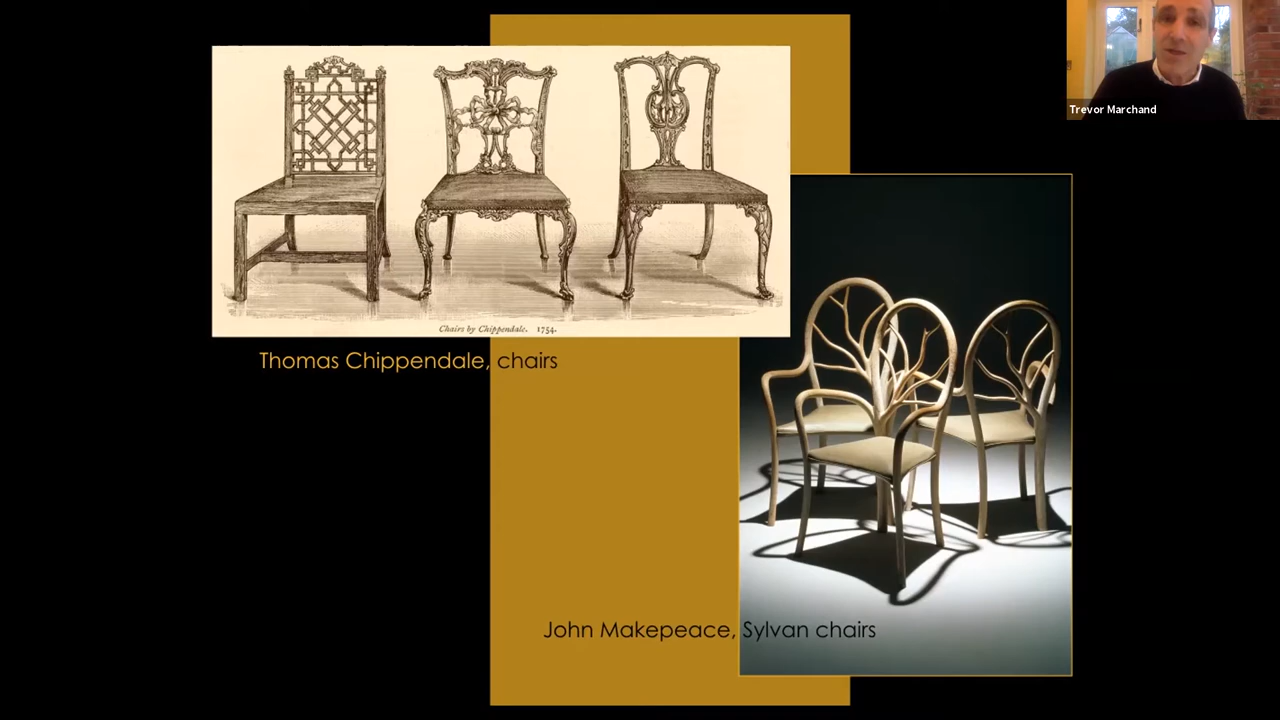 Trevor Marchand
Chairs by Chippendale. 1754.
Thomas Chippendale, chairs
John Makepeace, Sylvan chairs